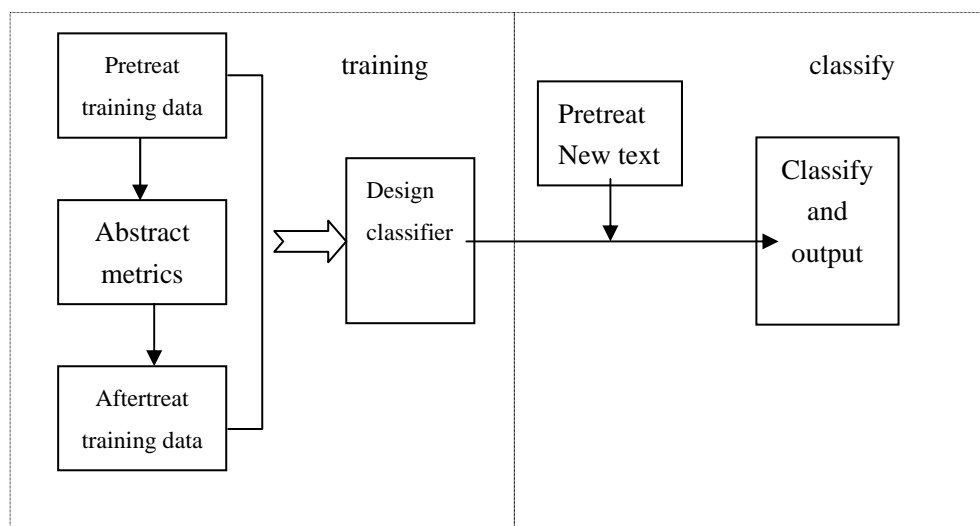 training
classify
Pretreat
training data
Abstract
metrics
Aftertreat
training data
Design
classifier
Pretreat
New text
Classify
and
output